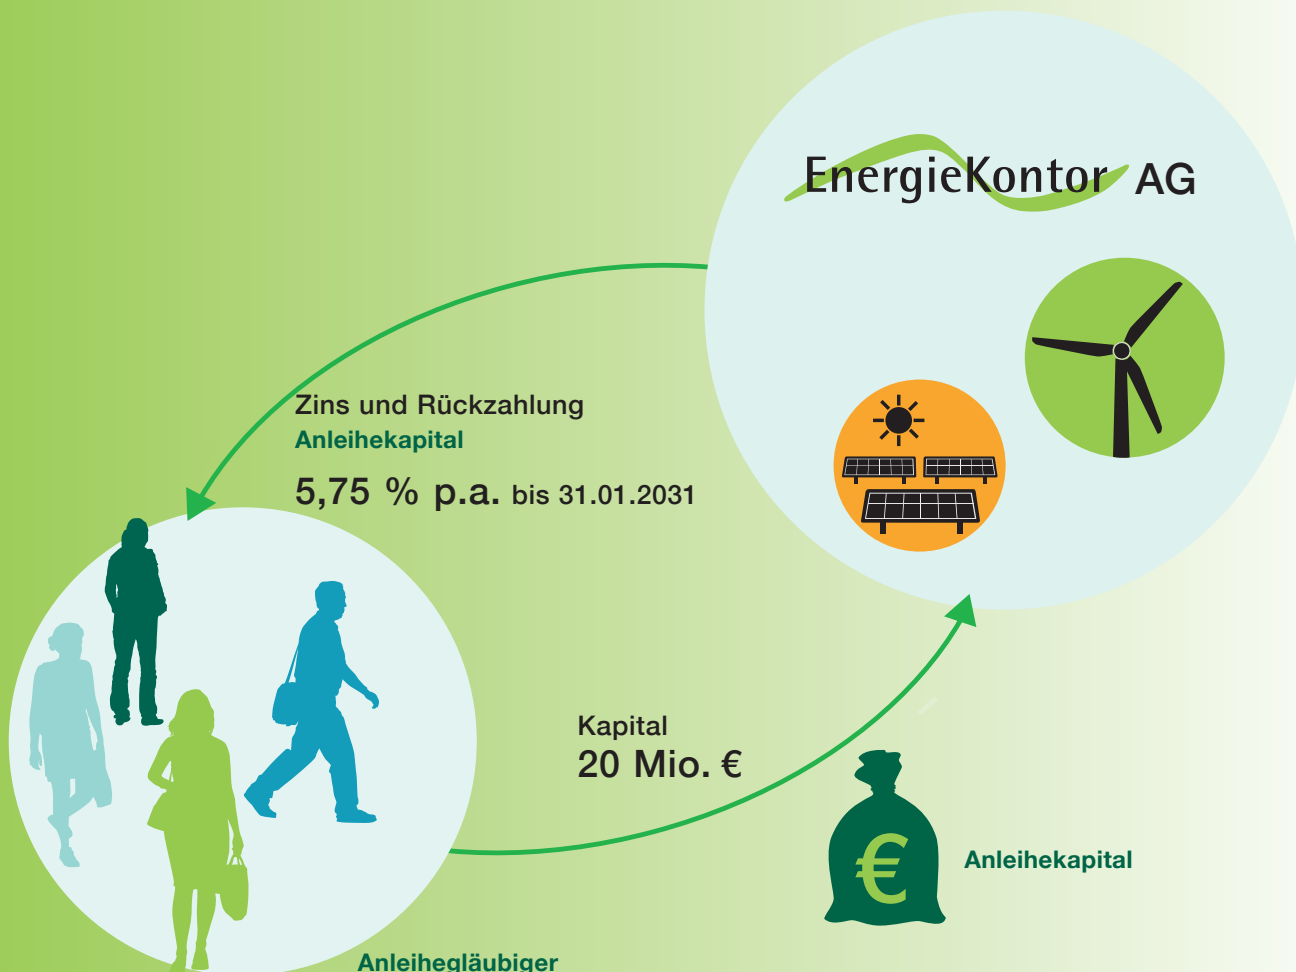 EnergieKontor AG
Zins und Rückzahlung
Anleihekapital
5,75 % p.a. bis 31.01.2031
Kapital
20 Mio. €
€
Anleihekapital
Anleihegläubiger